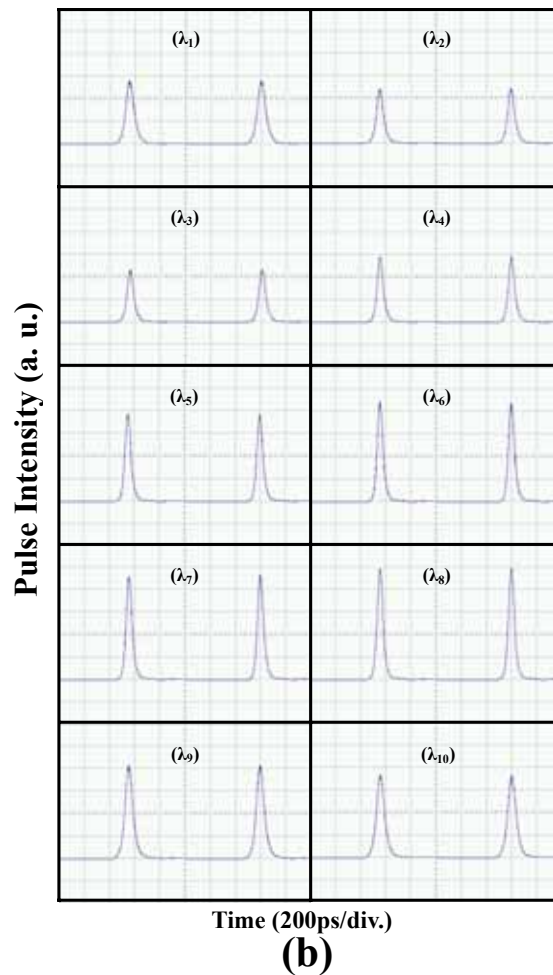 (λ₁) (λ₂)
(λ₃) (λ₄)
(λ₅) (λ₆)
(λ₇) (λ₈)
(λ₉) (λ₁₀)
Pulse Intensity (a. u.)
Time (200ps/div.)
(b)